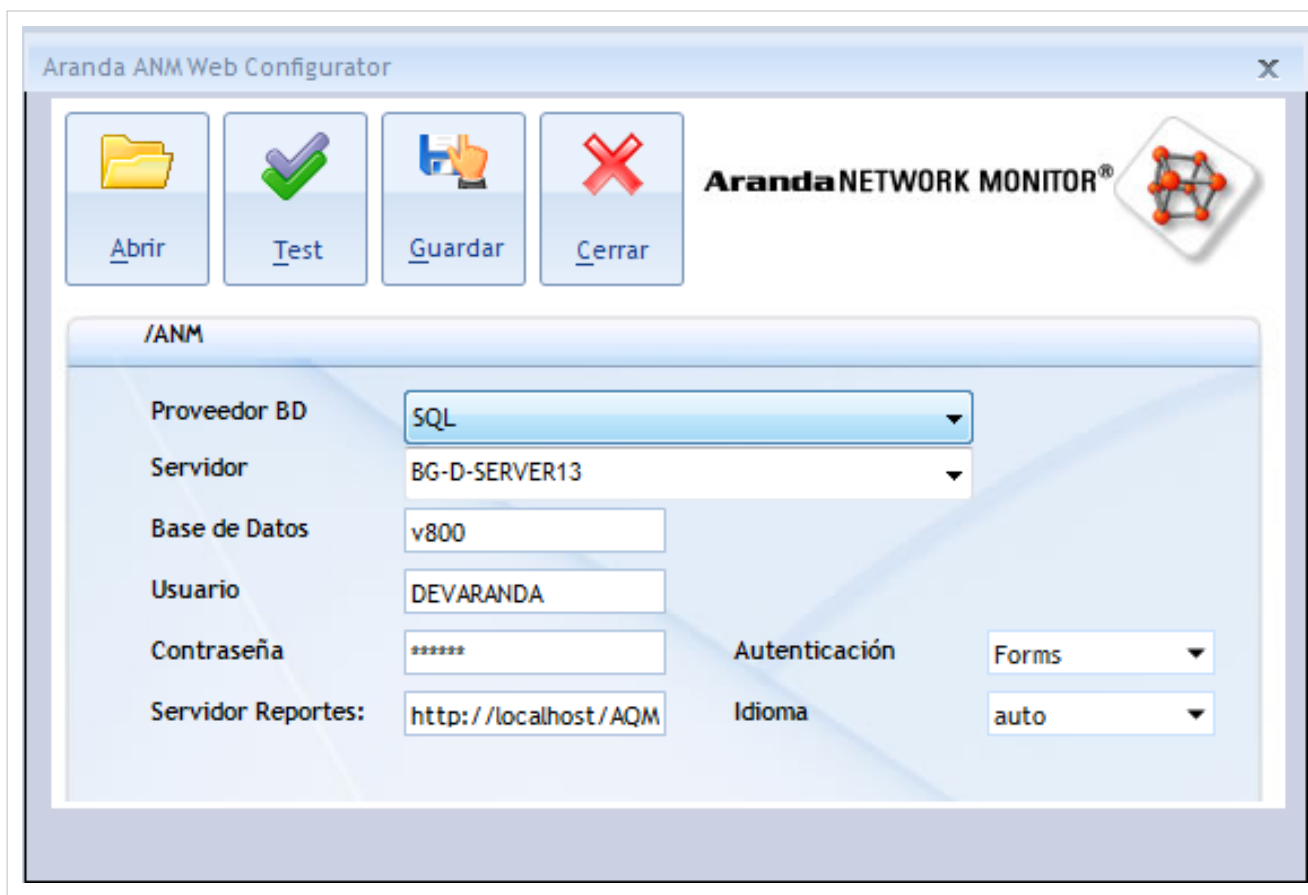 Aranda ANM Web Configurator
Abrir
Test
Guardar
Cerrar
Aranda NETWORK MONITOR®
/ANM
Proveedor BD
SQL
Servidor
BG-D-SERVER13
Base de Datos
v800
Usuario
DEVARANDA
Contraseña
******
Autenticación
Forms
Servidor Reportes:
http://localhost/AQM
Idioma
auto